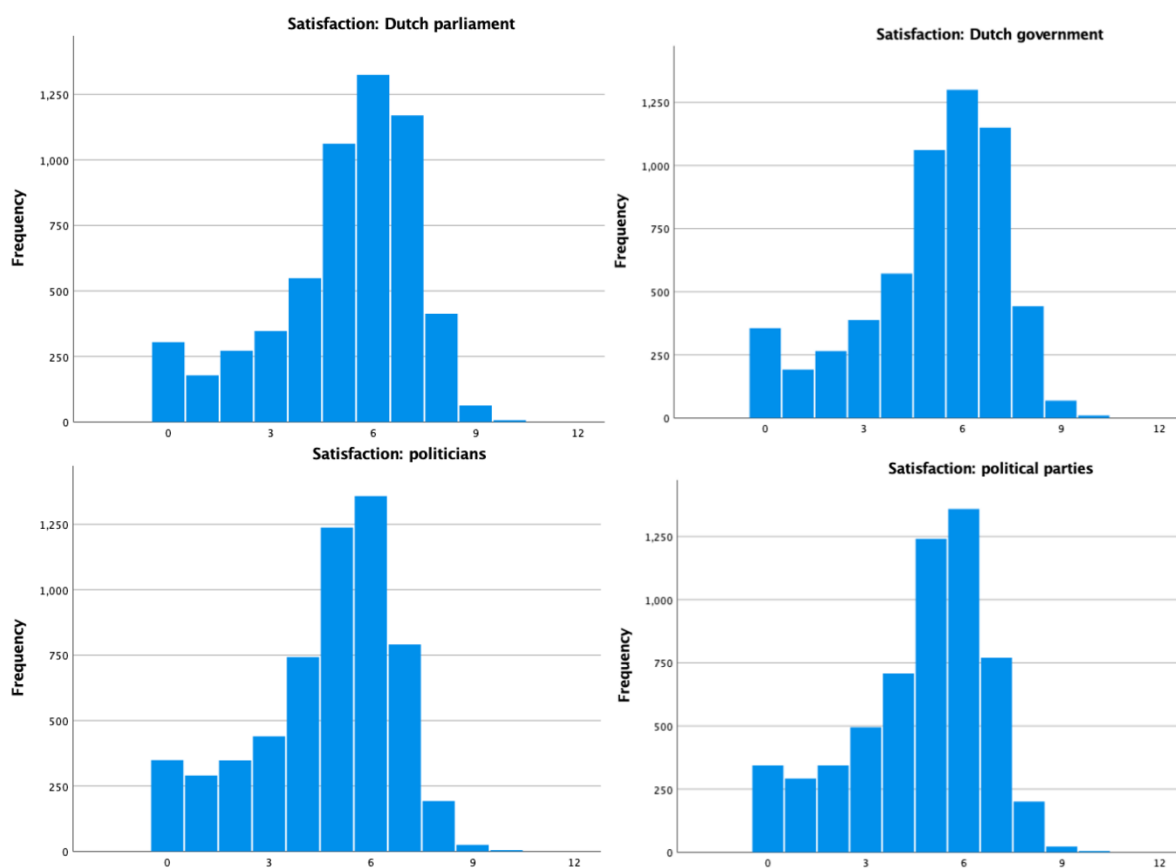 Satisfaction: Dutch parliament
Frequency
1,250
1,000
750
500
250
0
0 3 6 9 12
Satisfaction: Dutch government
Frequency
1,250
1,000
750
500
250
0
0 3 6 9 12
Satisfaction: politicians
Frequency
1,250
1,000
750
500
250
0
0 3 6 9 12
Satisfaction: political parties
Frequency
1,250
1,000
750
500
250
0
0 3 6 9 12